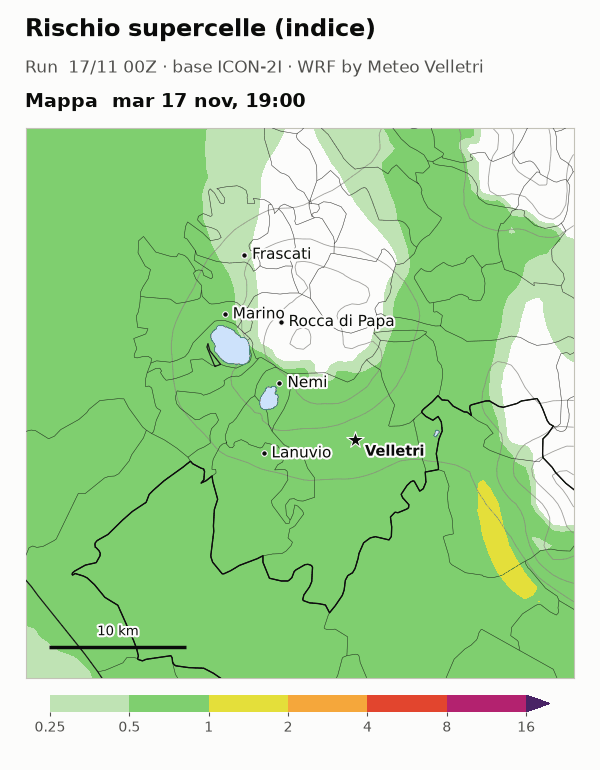 Rischio supercelle (indice)
Run  17/11 00Z · base ICON-2I · WRF by Meteo Velletri
Mappa  mar 17 nov, 19:00
Frascati
Marino
Rocca di Papa
Nemi
Velletri
Lanuvio
10 km
0.25 0.5 1 2 4 8 16